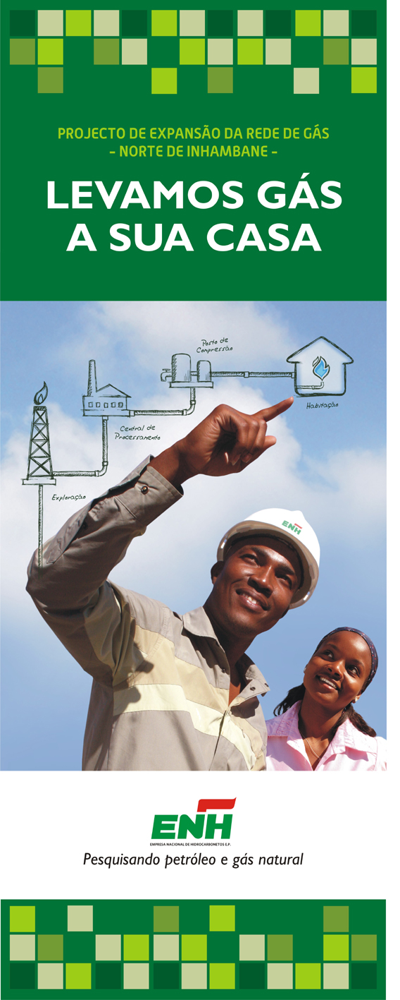 PROJECTO DE EXPANSÃO DA REDE DE GÁS
- NORTE DE INHAMBANE -
LEVAMOS GÁS
A SUA CASA
Posto de
Compressão
Habitação
Central de
Processamento
Exploração
ENH
ENH
EMPRESA NACIONAL DE HIDROCARBONETOS E.P.
Pesquisando petróleo e gás natural